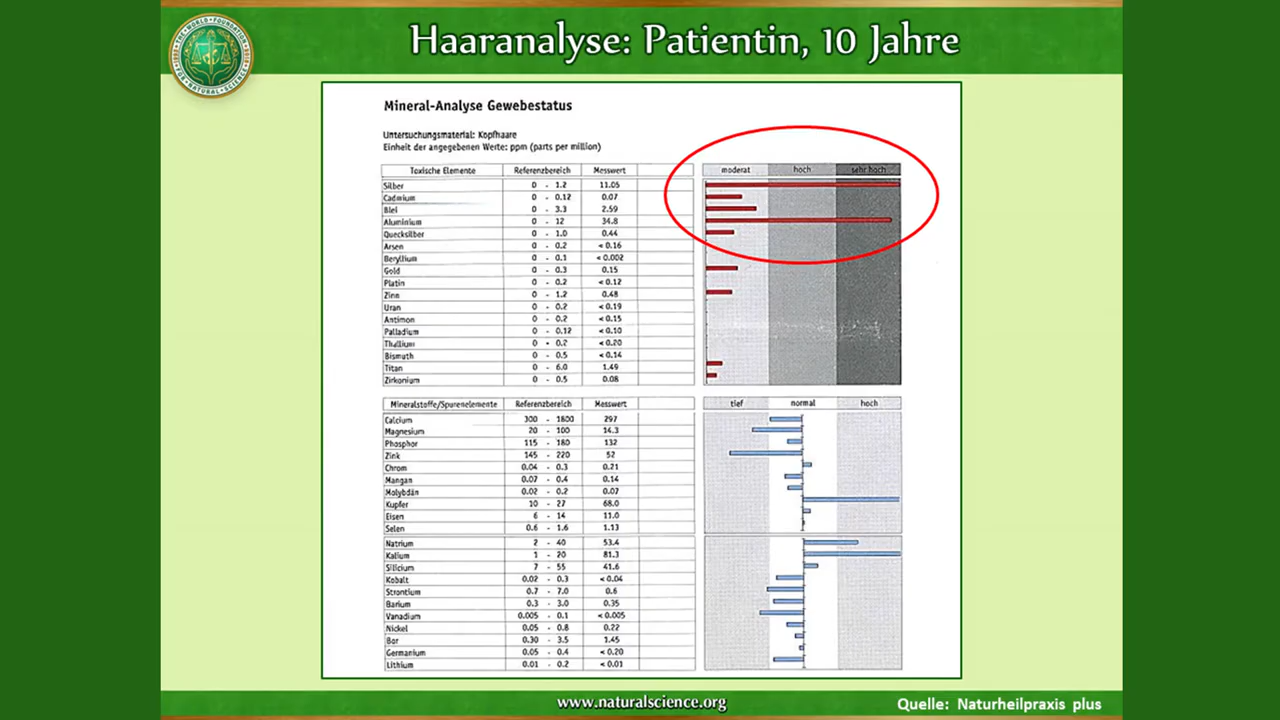 Haaranalyse: Patientin, 10 Jahre
THE WORLD FOUNDATION FOR NATURAL SCIENCE
Mineral-Analyse Gewebestatus
Untersuchungsmaterial: Kopfhaare
Einheit der angegebenen Werte: ppm (parts per million)
Toxische Elemente Referenzbereich Messwert moderat hoch sehr hoch
Silber 0 - 1.2 11.05
Cadmium 0 - 0.12 0.07
Blei 0 - 3.3 2.59
Aluminium 0 - 12 34.8
Quecksilber 0 - 1.0 0.44
Arsen 0 - 0.2 < 0.16
Beryllium 0 - 0.1 < 0.002
Gold 0 - 0.3 0.15
Platin 0 - 0.2 < 0.12
Zinn 0 - 1.2 0.48
Uran 0 - 0.2 < 0.19
Antimon 0 - 0.2 < 0.15
Palladium 0 - 0.12 < 0.10
Thallium 0 - 0.2 < 0.20
Bismuth 0 - 0.5 < 0.14
Titan 0 - 6.0 1.49
Zirkonium 0 - 0.5 0.08
Mineralstoffe/Spurenelemente Referenzbereich Messwert tief normal hoch
Calcium 300 - 1800 297
Magnesium 20 - 100 14.3
Phosphor 115 - 180 132
Zink 145 - 220 52
Chrom 0.04 - 0.3 0.21
Mangan 0.07 - 0.4 0.14
Molybdän 0.02 - 0.2 0.07
Kupfer 10 - 27 68.0
Eisen 6 - 14 11.0
Selen 0.6 - 1.6 1.13
Natrium 2 - 40 53.4
Kalium 1 - 20 81.3
Silicium 7 - 55 41.6
Kobalt 0.02 - 0.3 < 0.04
Strontium 0.7 - 7.0 0.6
Barium 0.3 - 3.0 0.35
Vanadium 0.005 - 0.1 < 0.005
Nickel 0.05 - 0.8 0.22
Bor 0.30 - 3.5 1.45
Germanium 0.05 - 0.4 < 0.20
Lithium 0.01 - 0.2 < 0.01
www.naturalscience.org
Quelle: Naturheilpraxis plus